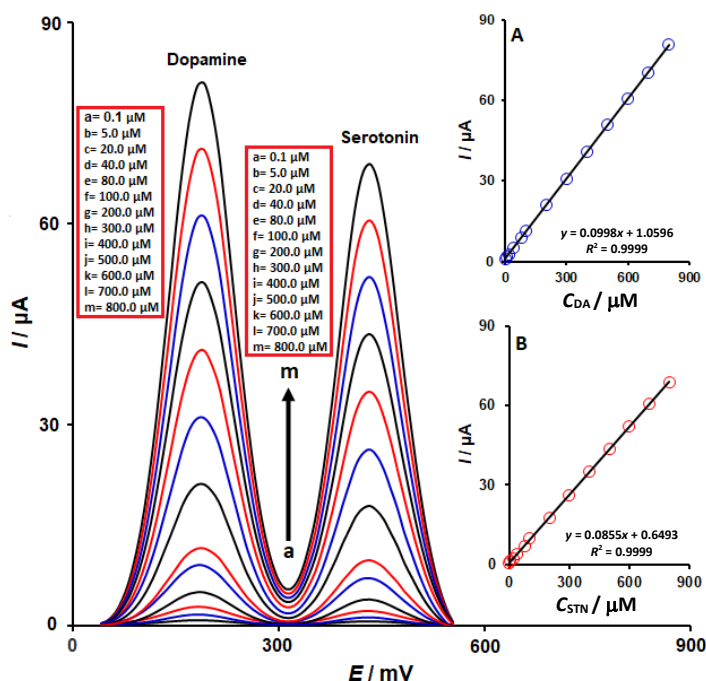 90
60
30
0
I / µA
0
300
600
900
E / mV
Dopamine
a= 0.1 µM
b= 5.0 µM
c= 20.0 µM
d= 40.0 µM
e= 80.0 µM
f= 100.0 µM
g= 200.0 µM
h= 300.0 µM
i= 400.0 µM
j= 500.0 µM
k= 600.0 µM
l= 700.0 µM
m= 800.0 µM
Serotonin
a= 0.1 µM
b= 5.0 µM
c= 20.0 µM
d= 40.0 µM
e= 80.0 µM
f= 100.0 µM
g= 200.0 µM
h= 300.0 µM
i= 400.0 µM
j= 500.0 µM
k= 600.0 µM
l= 700.0 µM
m= 800.0 µM
m
a
A
90
60
30
0
I / µA
y = 0.0998x + 1.0596
R² = 0.9999
0
300
600
900
CDA / µM
B
90
60
30
0
I / µA
y = 0.0855x + 0.6493
R² = 0.9999
0
300
600
900
CSTN / µM